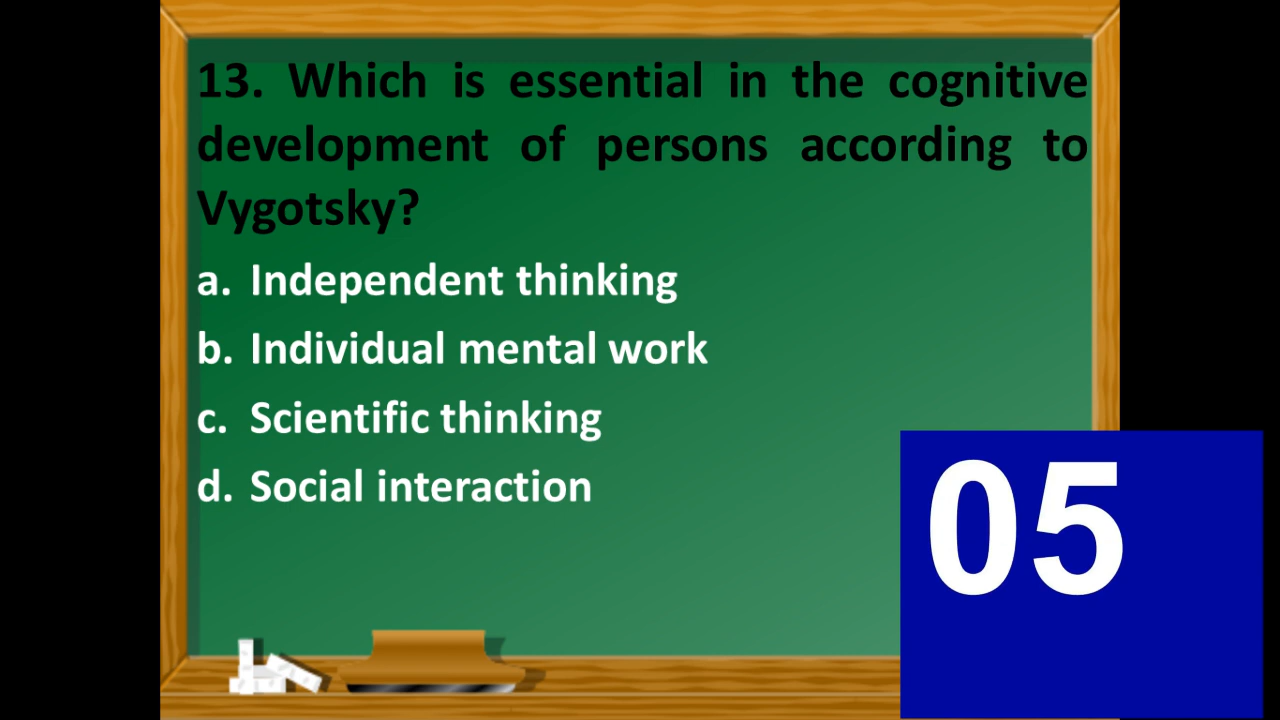 13. Which is essential in the cognitive
development of persons according to
Vygotsky?
a. Independent thinking
b. Individual mental work
c. Scientific thinking
d. Social interaction
05